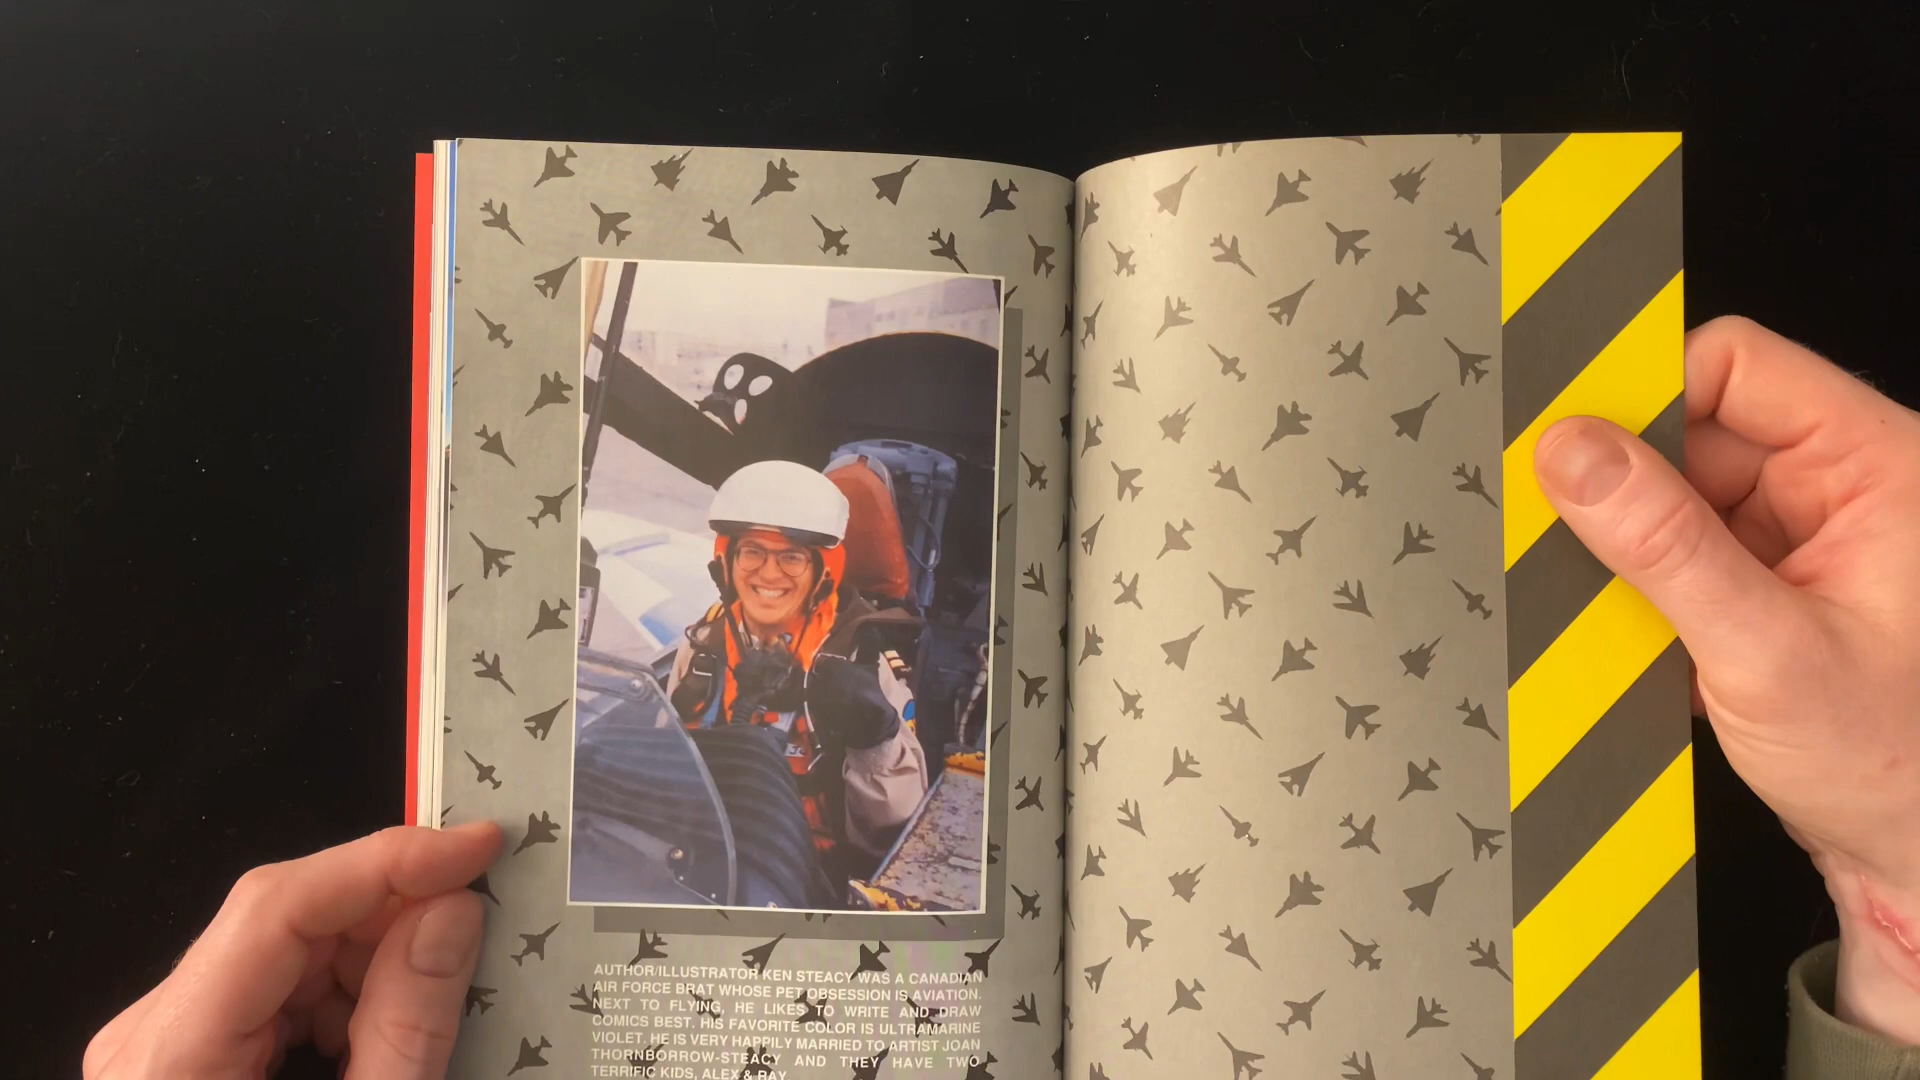 AUTHOR/ILLUSTRATOR KEN STEACY WAS A CANADIAN
AIR FORCE BRAT WHOSE PET OBSESSION IS AVIATION.
NEXT TO FLYING, HE LIKES TO WRITE AND DRAW
COMICS BEST. HIS FAVORITE COLOR IS ULTRAMARINE
VIOLET. HE IS VERY HAPPILY MARRIED TO ARTIST JOAN
THORNBORROW-STEACY AND THEY HAVE TWO
TERRIFIC KIDS, ALEX & RAY.